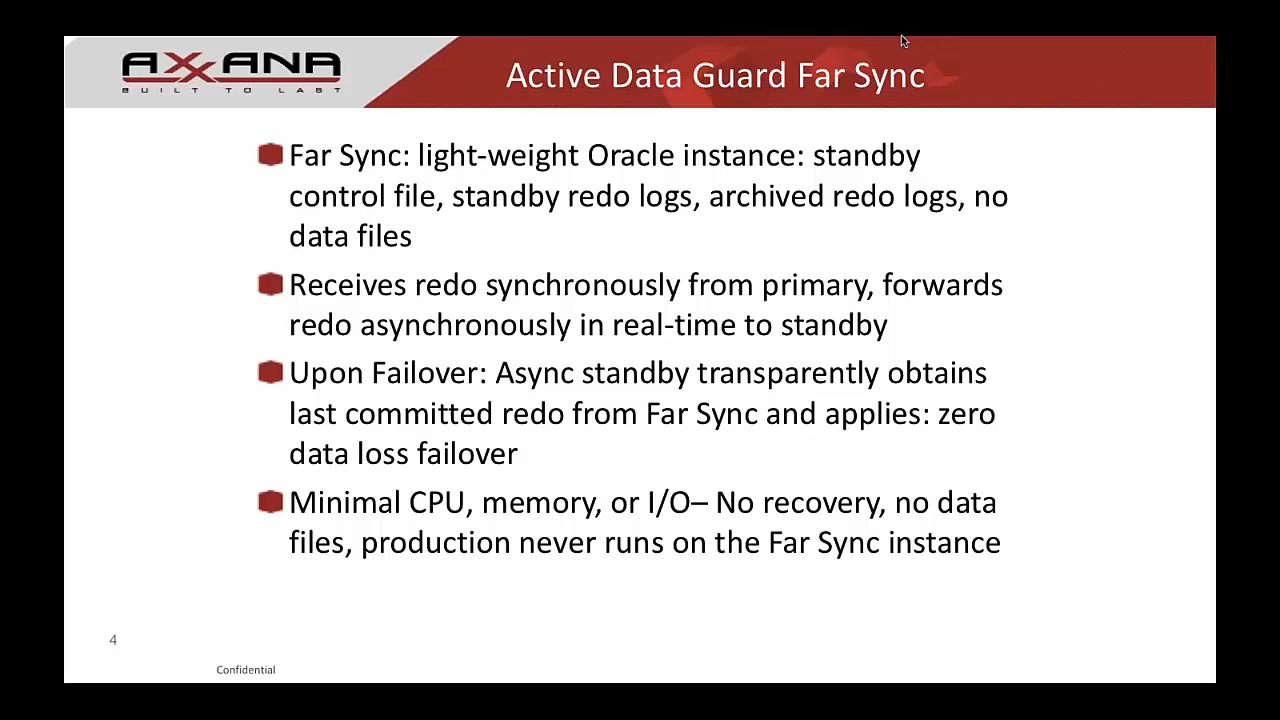 AXXANA
BUILT TO LAST
Active Data Guard Far Sync
Far Sync: light-weight Oracle instance: standby
control file, standby redo logs, archived redo logs, no
data files
Receives redo synchronously from primary, forwards
redo asynchronously in real-time to standby
Upon Failover: Async standby transparently obtains
last committed redo from Far Sync and applies: zero
data loss failover
Minimal CPU, memory, or I/O– No recovery, no data
files, production never runs on the Far Sync instance
4
Confidential